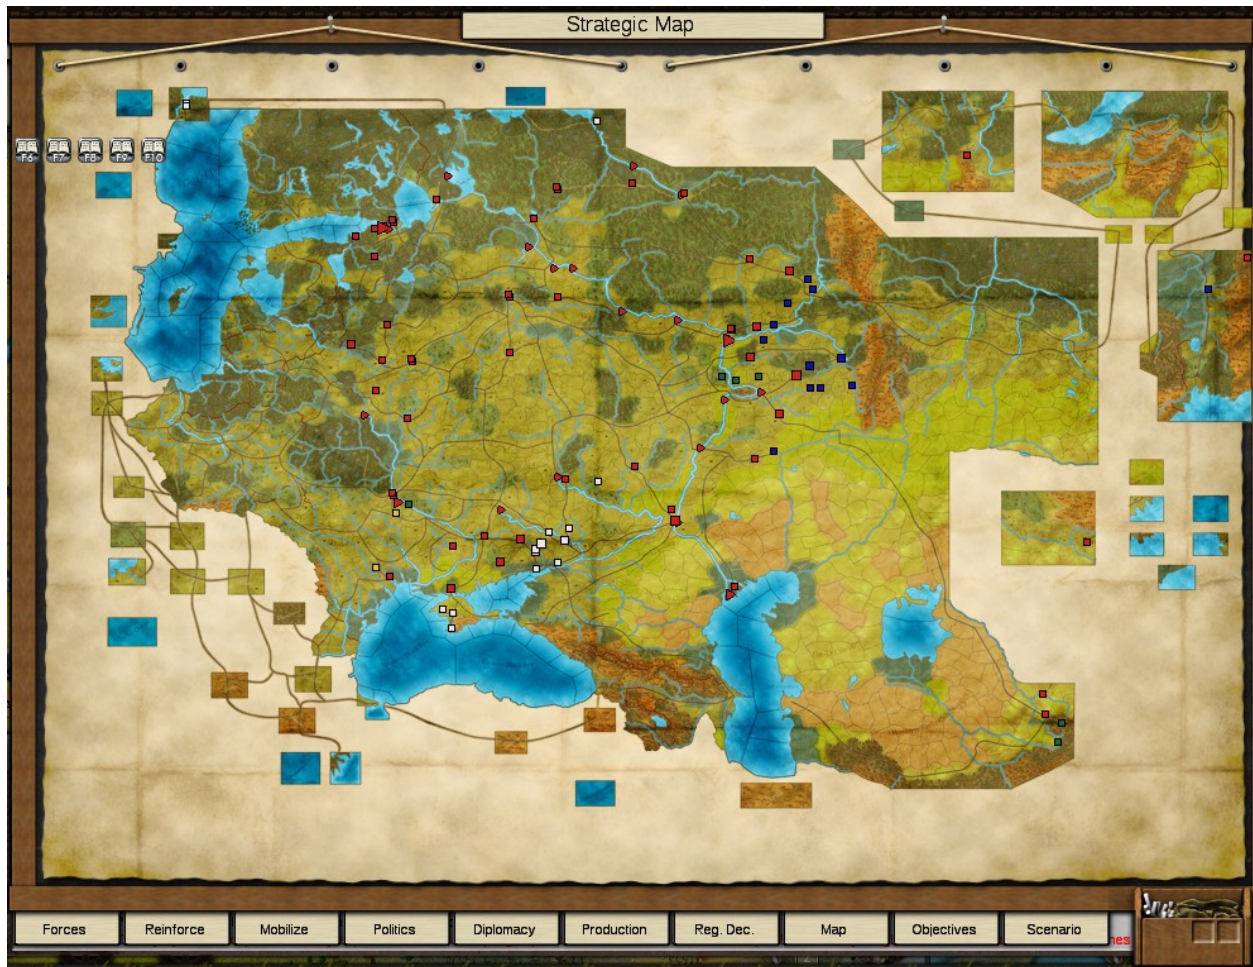 Strategic Map
F6 F7 F8 F9 F10
Forces Reinforce Mobilize Politics Diplomacy Production Reg. Dec. Map Objectives Scenario